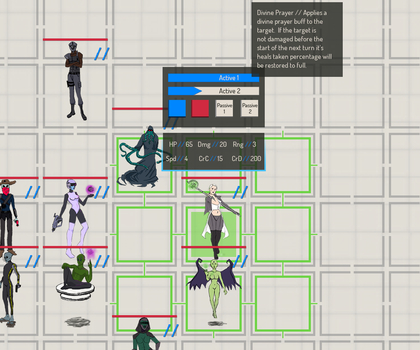 Divine Prayer // Applies a
divine prayer buff to the
target. If the target is
not damaged before the
start of the next turn it's
heals taken percentage will
be restored to full.
Active 1
Active 2
Passive 1
Passive 2
HP // 65 Dmg // 20 Rng // 3
Spd // 4 CrC // 15 CrD // 200